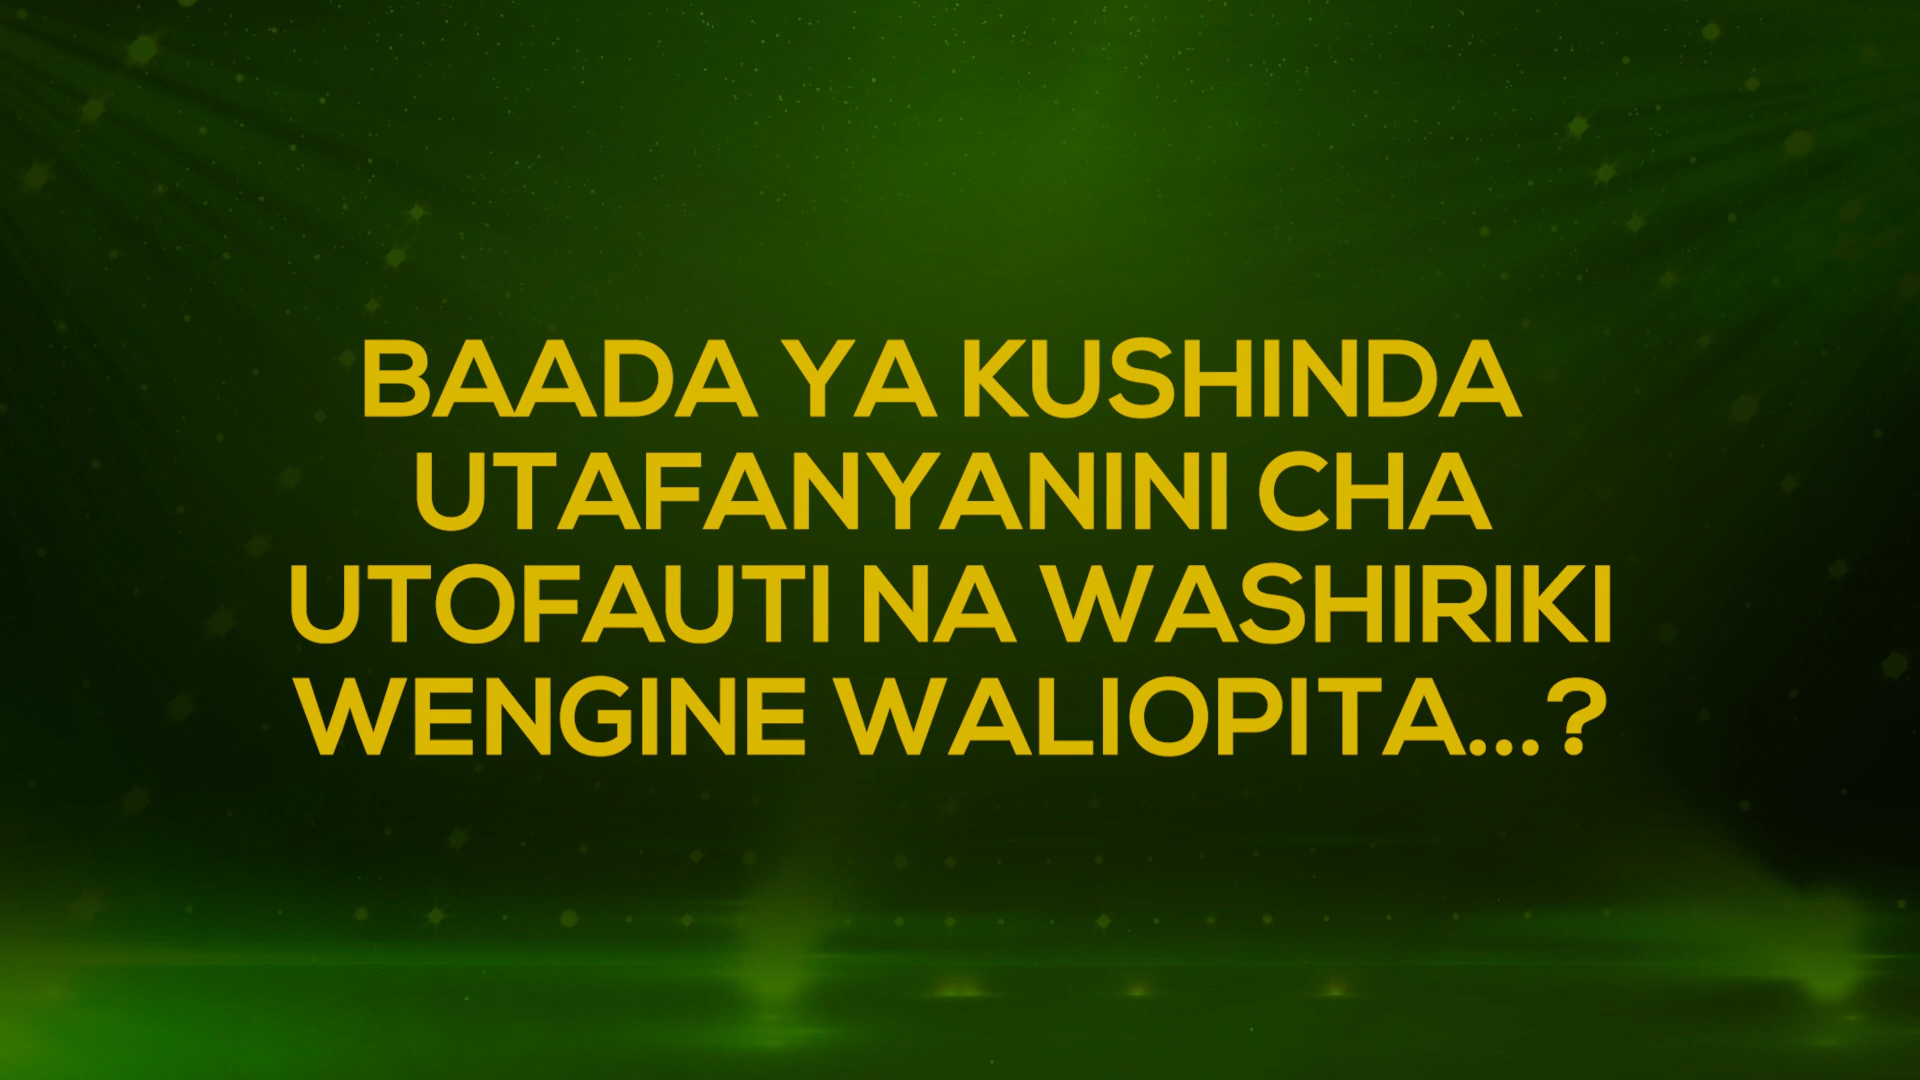 BAADA YA KUSHINDA
UTAFANYANINI CHA
UTOFAUTI NA WASHIRIKI
WENGINE WALIOPITA...?